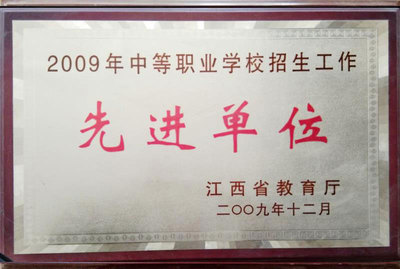 2009年中等职业学校招生工作
先进单位
江西省教育厅
二〇〇九年十二月